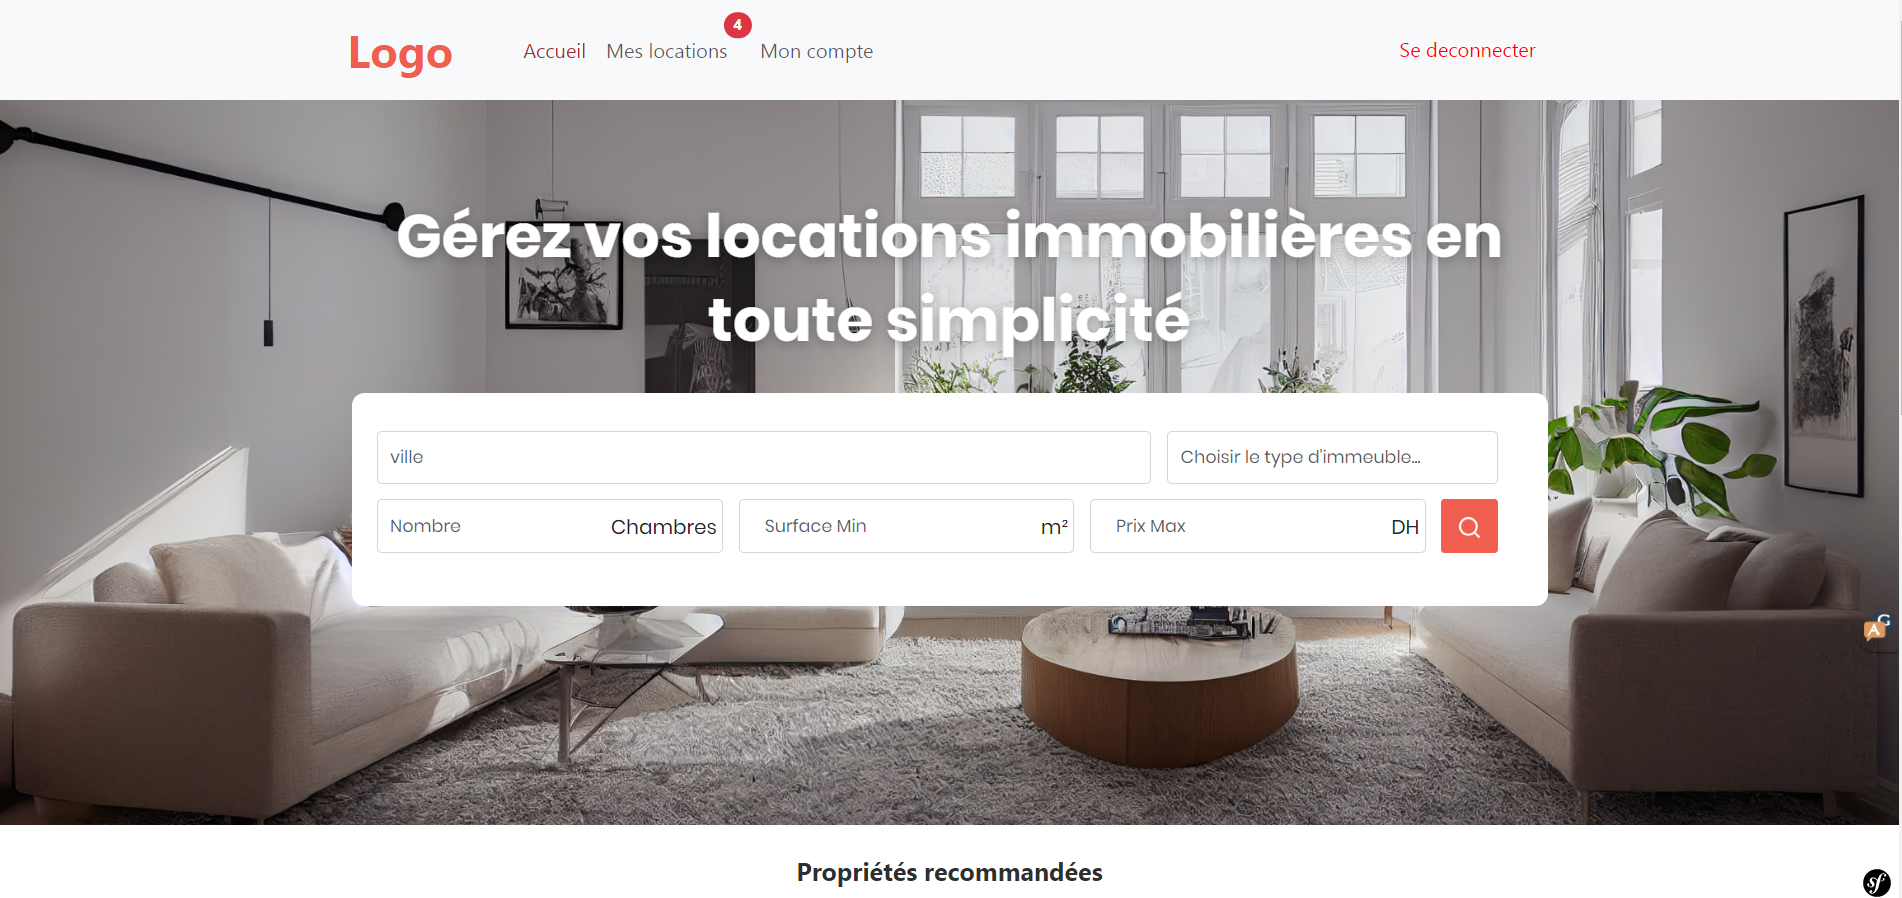 Logo
Accueil
Mes locations
4
Mon compte
Se deconnecter
Gérez vos locations immobilières en
toute simplicité
ville
Choisir le type d'immeuble...
Nombre
Chambres
Surface Min
m²
Prix Max
DH
G
A
Propriétés recommandées
sf